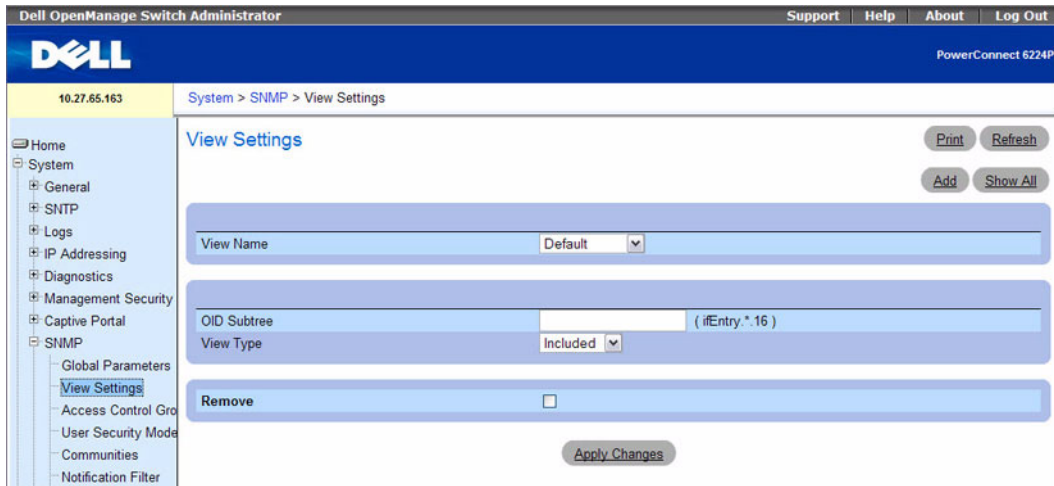 Dell OpenManage Switch Administrator
Support Help About Log Out
DELL
PowerConnect 6224P
10.27.65.163
System > SNMP > View Settings
Home
System
General
SNTP
Logs
IP Addressing
Diagnostics
Management Security
Captive Portal
SNMP
Global Parameters
View Settings
Access Control Gro
User Security Mode
Communities
Notification Filter
View Settings
Print Refresh
Add Show All
View Name Default
OID Subtree ( ifEntry.*.16 )
View Type Included
Remove
Apply Changes